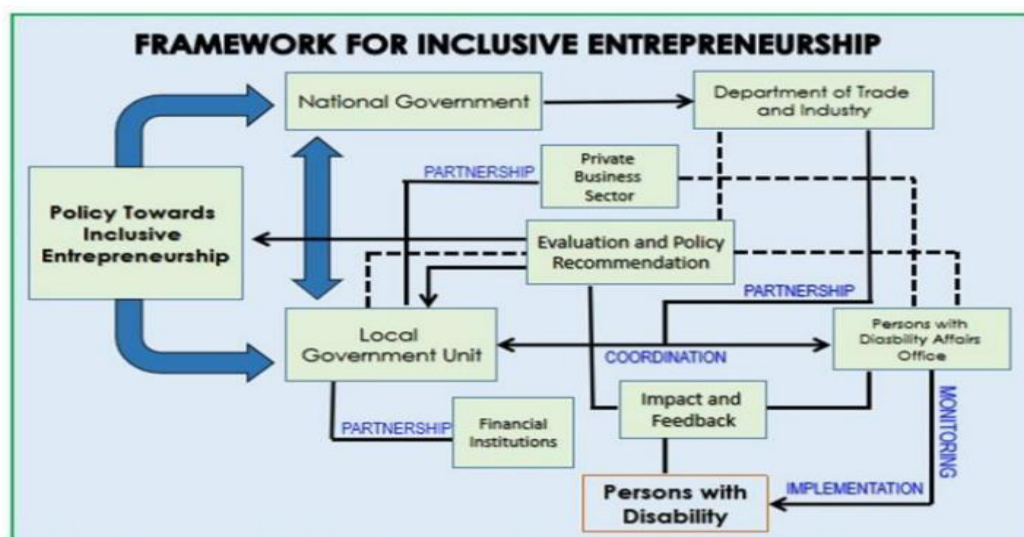 FRAMEWORK FOR INCLUSIVE ENTREPRENEURSHIP
National Government
Department of Trade
and Industry
PARTNERSHIP
Private
Business
Sector
Policy Towards
Inclusive
Entrepreneurship
Evaluation and Policy
Recommendation
PARTNERSHIP
Local
Government Unit
COORDINATION
Persons with
Diasbility Affairs
Office
Impact and
Feedback
MONITORING
PARTNERSHIP
Financial
Institutions
Persons with
Disability
IMPLEMENTATION